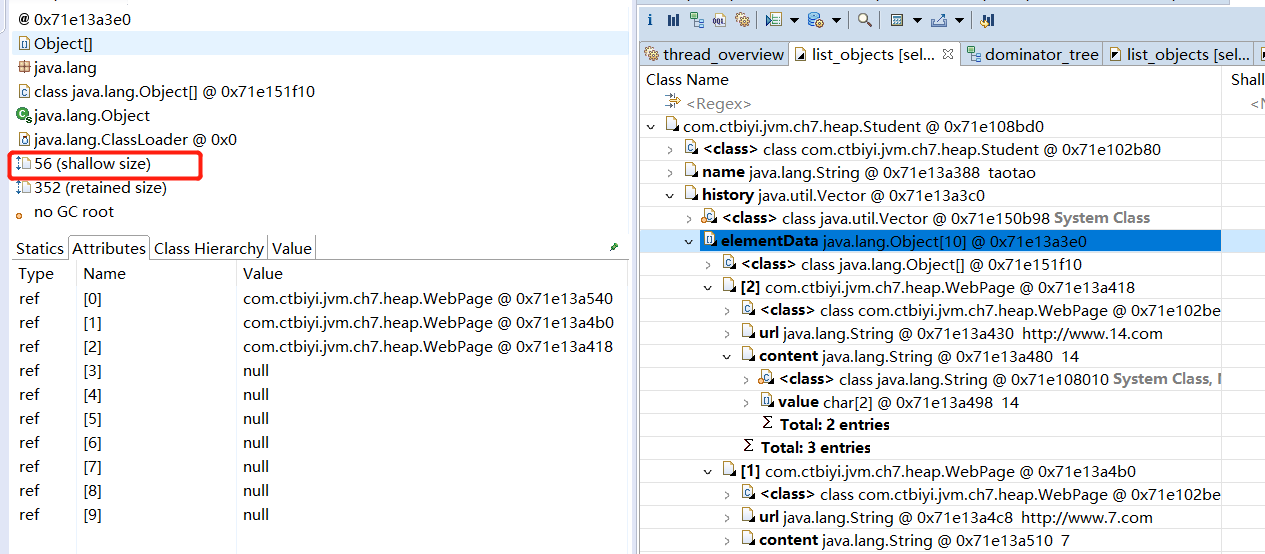 @ 0x71e13a3e0
Object[]
java.lang
class java.lang.Object[] @ 0x71e151f10
java.lang.Object
java.lang.ClassLoader @ 0x0
56 (shallow size)
352 (retained size)
no GC root
Statics Attributes Class Hierarchy Value
Type Name Value
ref [0] com.ctbiyi.jvm.ch7.heap.WebPage @ 0x71e13a540
ref [1] com.ctbiyi.jvm.ch7.heap.WebPage @ 0x71e13a4b0
ref [2] com.ctbiyi.jvm.ch7.heap.WebPage @ 0x71e13a418
ref [3] null
ref [4] null
ref [5] null
ref [6] null
ref [7] null
ref [8] null
ref [9] null
thread_overview list_objects [sel... dominator_tree list_objects [sel...
Class Name Shall
<Regex> <N
com.ctbiyi.jvm.ch7.heap.Student @ 0x71e108bd0
<class> class com.ctbiyi.jvm.ch7.heap.Student @ 0x71e102b80
name java.lang.String @ 0x71e13a388 taotao
history java.util.Vector @ 0x71e13a3c0
<class> class java.util.Vector @ 0x71e150b98 System Class
elementData java.lang.Object[10] @ 0x71e13a3e0
<class> class java.lang.Object[] @ 0x71e151f10
[2] com.ctbiyi.jvm.ch7.heap.WebPage @ 0x71e13a418
<class> class com.ctbiyi.jvm.ch7.heap.WebPage @ 0x71e102be
url java.lang.String @ 0x71e13a430 http://www.14.com
content java.lang.String @ 0x71e13a480 14
<class> class java.lang.String @ 0x71e108010 System Class,
value char[2] @ 0x71e13a498 14
Σ Total: 2 entries
Σ Total: 3 entries
[1] com.ctbiyi.jvm.ch7.heap.WebPage @ 0x71e13a4b0
<class> class com.ctbiyi.jvm.ch7.heap.WebPage @ 0x71e102be
url java.lang.String @ 0x71e13a4c8 http://www.7.com
content java.lang.String @ 0x71e13a510 7